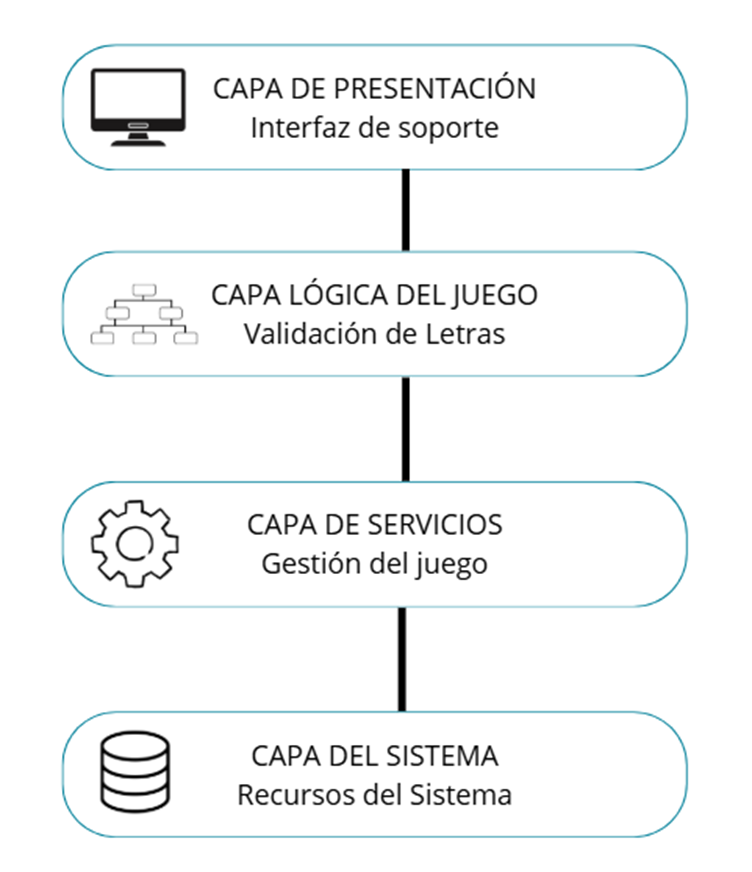 CAPA DE PRESENTACIÓN
Interfaz de soporte
CAPA LÓGICA DEL JUEGO
Validación de Letras
CAPA DE SERVICIOS
Gestión del juego
CAPA DEL SISTEMA
Recursos del Sistema